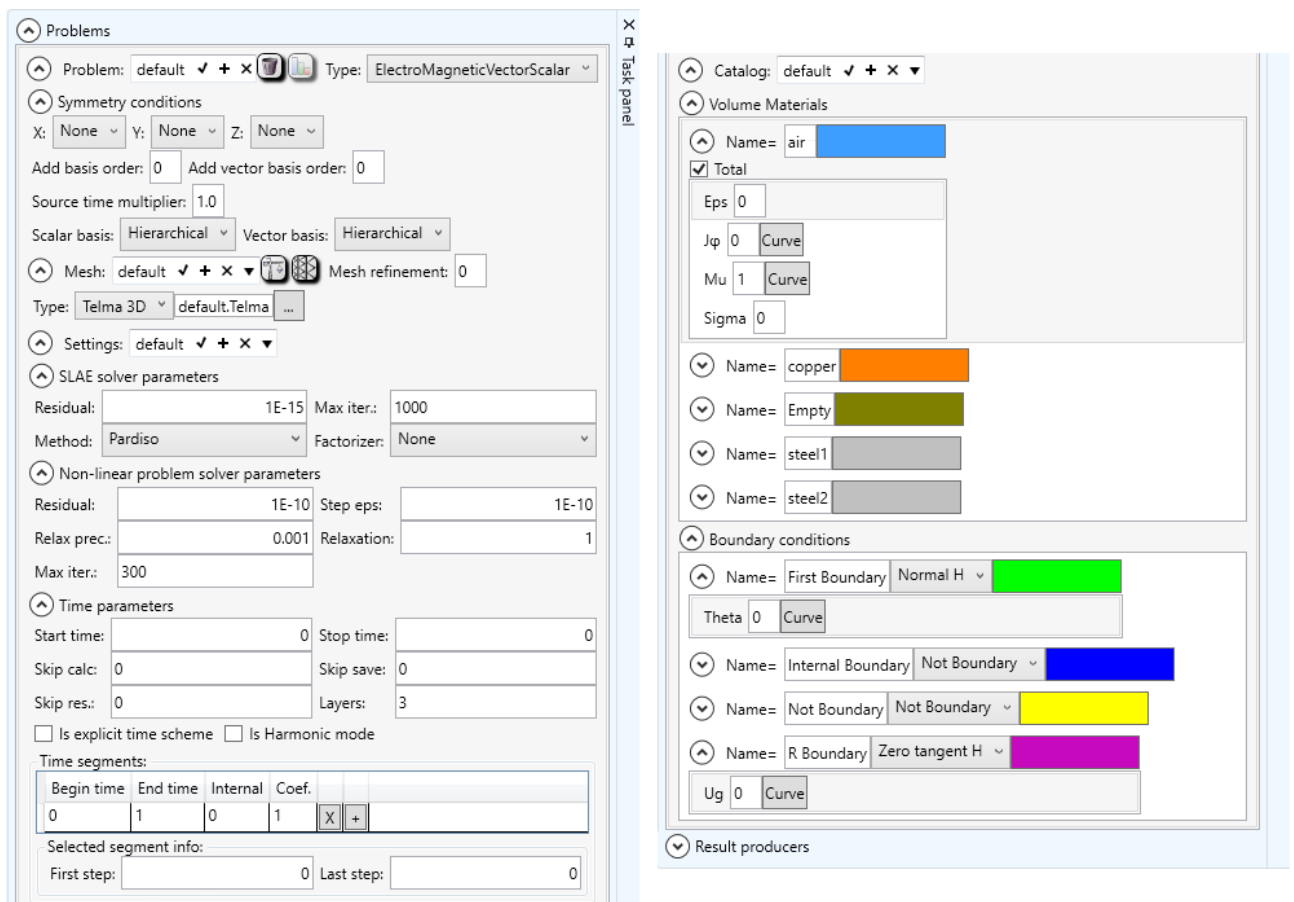 Problems
Problem: default Type: ElectroMagneticVectorScalar
Symmetry conditions
X: None Y: None Z: None
Add basis order: 0 Add vector basis order: 0
Source time multiplier: 1.0
Scalar basis: Hierarchical Vector basis: Hierarchical
Mesh: default Mesh refinement: 0
Type: Telma 3D default.Telma ...
Settings: default
SLAE solver parameters
Residual: 1E-15 Max iter.: 1000
Method: Pardiso Factorizer: None
Non-linear problem solver parameters
Residual: 1E-10 Step eps: 1E-10
Relax prec.: 0.001 Relaxation: 1
Max iter.: 300
Time parameters
Start time: 0 Stop time: 0
Skip calc: 0 Skip save: 0
Skip res.: 0 Layers: 3
Is explicit time scheme Is Harmonic mode
Time segments:
Begin time End time Internal Coef.
0 1 0 1 X +
Selected segment info:
First step: 0 Last step: 0
Task panel
Catalog: default
Volume Materials
Name= air
Total
Eps 0
Jφ 0 Curve
Mu 1 Curve
Sigma 0
Name= copper
Name= Empty
Name= steel1
Name= steel2
Boundary conditions
Name= First Boundary Normal H
Theta 0 Curve
Name= Internal Boundary Not Boundary
Name= Not Boundary Not Boundary
Name= R Boundary Zero tangent H
Ug 0 Curve
Result producers